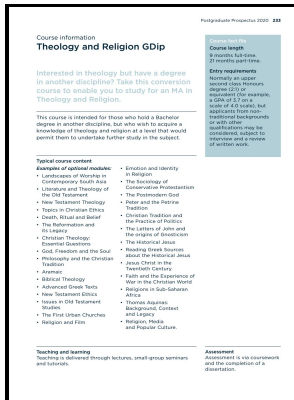 Postgraduate Prospectus 2020 233
Course information
Theology and Religion GDip
Interested in theology but have a degree
in another discipline? Take this conversion
course to enable you to study for an MA in
Theology and Religion.
This course is intended for those who hold a Bachelor
degree in another discipline, but who wish to acquire a
knowledge of theology and religion at a level that would
permit them to undertake further study in the subject.
Course fact file
Course length
9 months full-time,
21 months part-time.
Entry requirements
Normally an upper
second class Honours
degree (2:1) or
equivalent (for example,
a GPA of 3.7 on a
scale of 4.0 scale), but
applicants from non-
traditional backgrounds
or with other
qualifications may be
considered, subject to
interview and a review
of written work.
Typical course content
Examples of optional modules:
• Landscapes of Worship in
Contemporary South Asia
• Literature and Theology of
the Old Testament
• New Testament Theology
• Topics in Christian Ethics
• Death, Ritual and Belief
• The Reformation and
its Legacy
• Christian Theology:
Essential Questions
• God, Freedom and the Soul
• Philosophy and the Christian
Tradition
• Aramaic
• Biblical Theology
• Advanced Greek Texts
• New Testament Ethics
• Issues in Old Testament
Studies
• The First Urban Churches
• Religion and Film
• Emotion and Identity
in Religion
• The Sociology of
Conservative Protestantism
• The Postmodern God
• Peter and the Petrine
Tradition
• Christian Tradition and
the Practice of Politics
• The Letters of John and
the origins of Gnosticism
• The Historical Jesus
• Reading Greek Sources
about the Historical Jesus
• Jesus Christ in the
Twentieth Century
• Faith and the Experience of
War in the Christian World
• Religions in Sub-Saharan
Africa
• Thomas Aquinas:
Background, Context
and Legacy
• Religion, Media
and Popular Culture.
Teaching and learning
Teaching is delivered through lectures, small-group seminars
and tutorials.
Assessment
Assessment is via coursework
and the completion of a
dissertation.